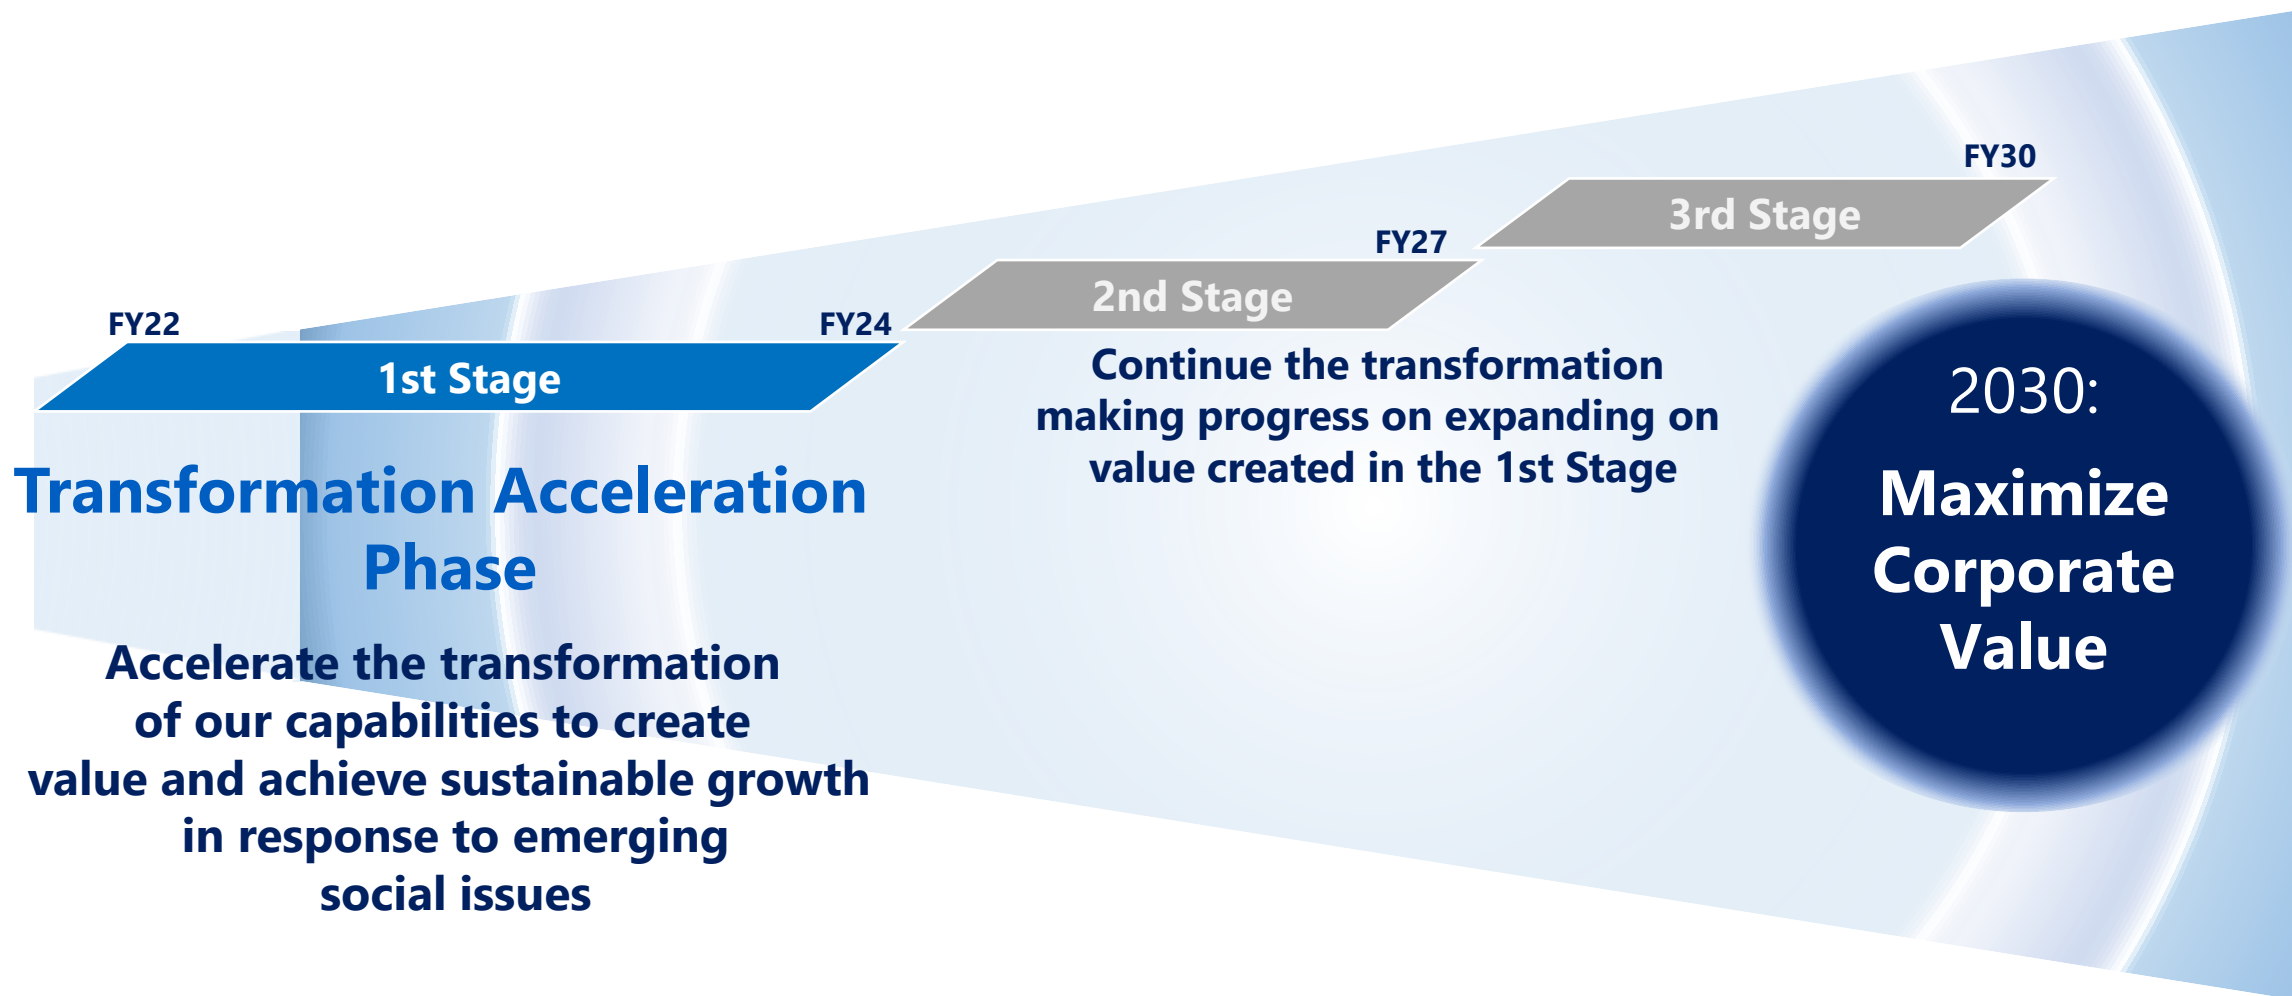 FY22
FY24
1st Stage
Transformation Acceleration
Phase
Accelerate the transformation
of our capabilities to create
value and achieve sustainable growth
in response to emerging
social issues
FY27
2nd Stage
Continue the transformation
making progress on expanding on
value created in the 1st Stage
FY30
3rd Stage
2030:
Maximize
Corporate
Value